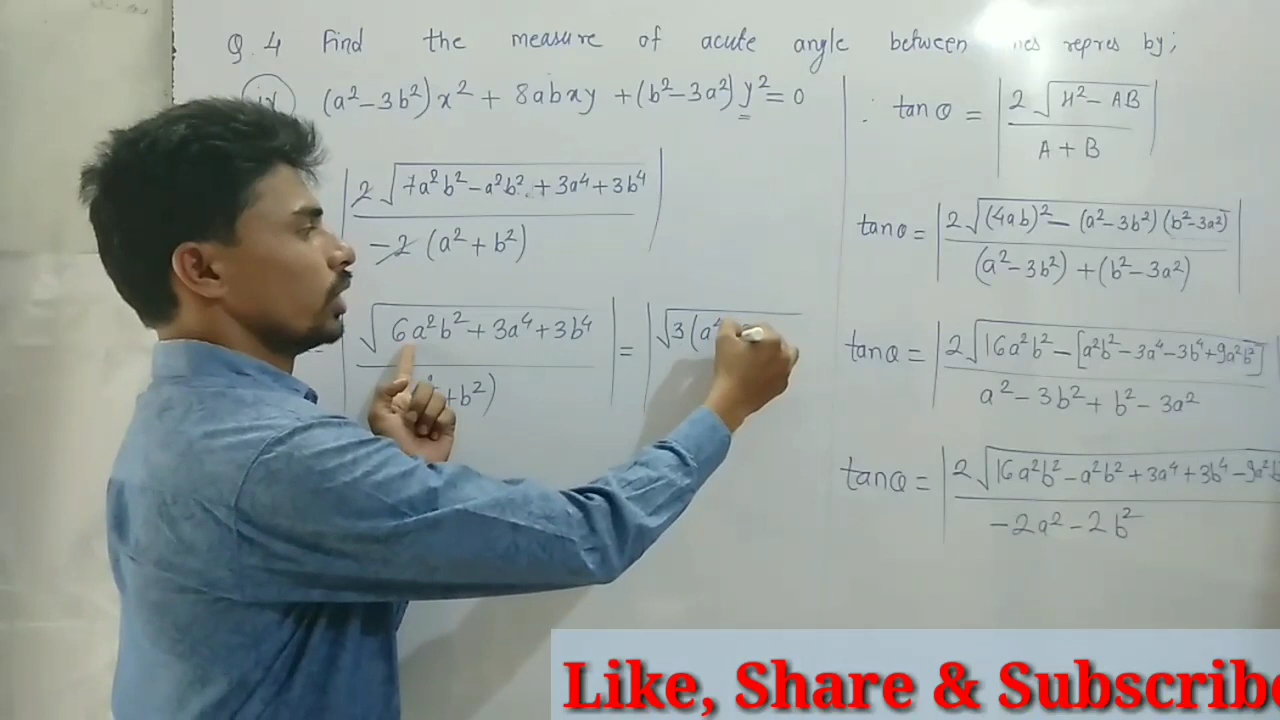 Q. 4 Find the measure of acute angle between repres by;
(a²-3b²)x² + 8abxy + (b²-3a²)y² = 0
2√7a²b²-a²b²+3a⁴+3b⁴
-2 (a²+b²)
√6a²b²+3a⁴+3b⁴ = √3(a⁴
+b²)
∴ tanθ = |2√H²-AB
A+B|
tanθ = |2√(4ab)²-(a²-3b²)(b²-3a²)
(a²-3b²)+(b²-3a²)|
tanθ = |2√16a²b²-[a²b²-3a⁴-3b⁴+9a²b²]
a²-3b²+b²-3a²
tanθ = |2√16a²b²-a²b²+3a⁴+3b⁴-9a²b
-2a²-2b²
Like, Share & Subscribe